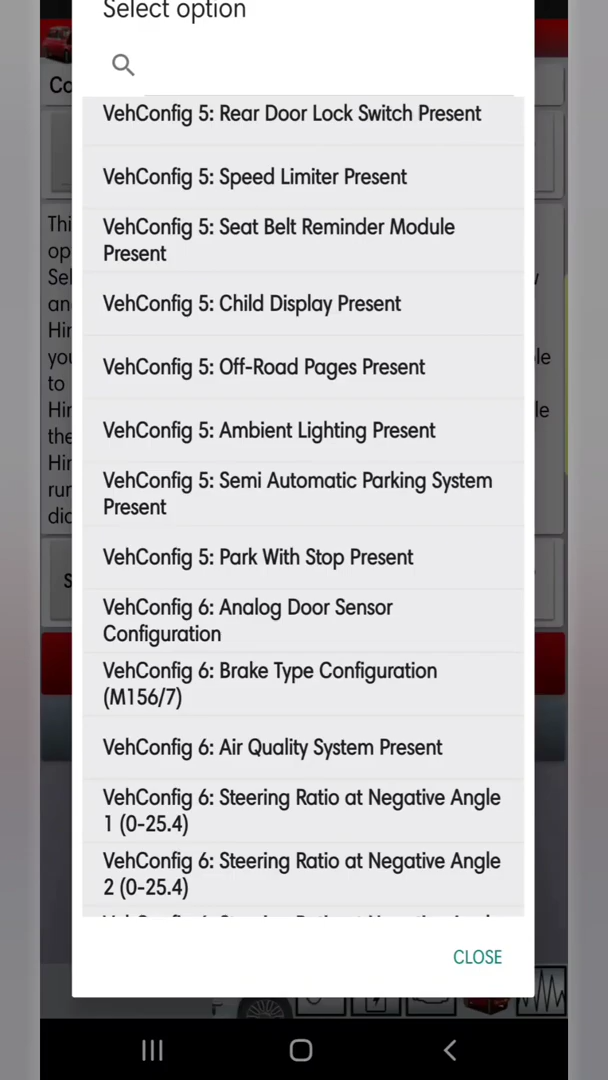 Select option
VehConfig 5: Rear Door Lock Switch Present
VehConfig 5: Speed Limiter Present
VehConfig 5: Seat Belt Reminder Module
Present
VehConfig 5: Child Display Present
VehConfig 5: Off-Road Pages Present
VehConfig 5: Ambient Lighting Present
VehConfig 5: Semi Automatic Parking System
Present
VehConfig 5: Park With Stop Present
VehConfig 6: Analog Door Sensor
Configuration
VehConfig 6: Brake Type Configuration
(M156/7)
VehConfig 6: Air Quality System Present
VehConfig 6: Steering Ratio at Negative Angle
1 (0-25.4)
VehConfig 6: Steering Ratio at Negative Angle
2 (0-25.4)
CLOSE